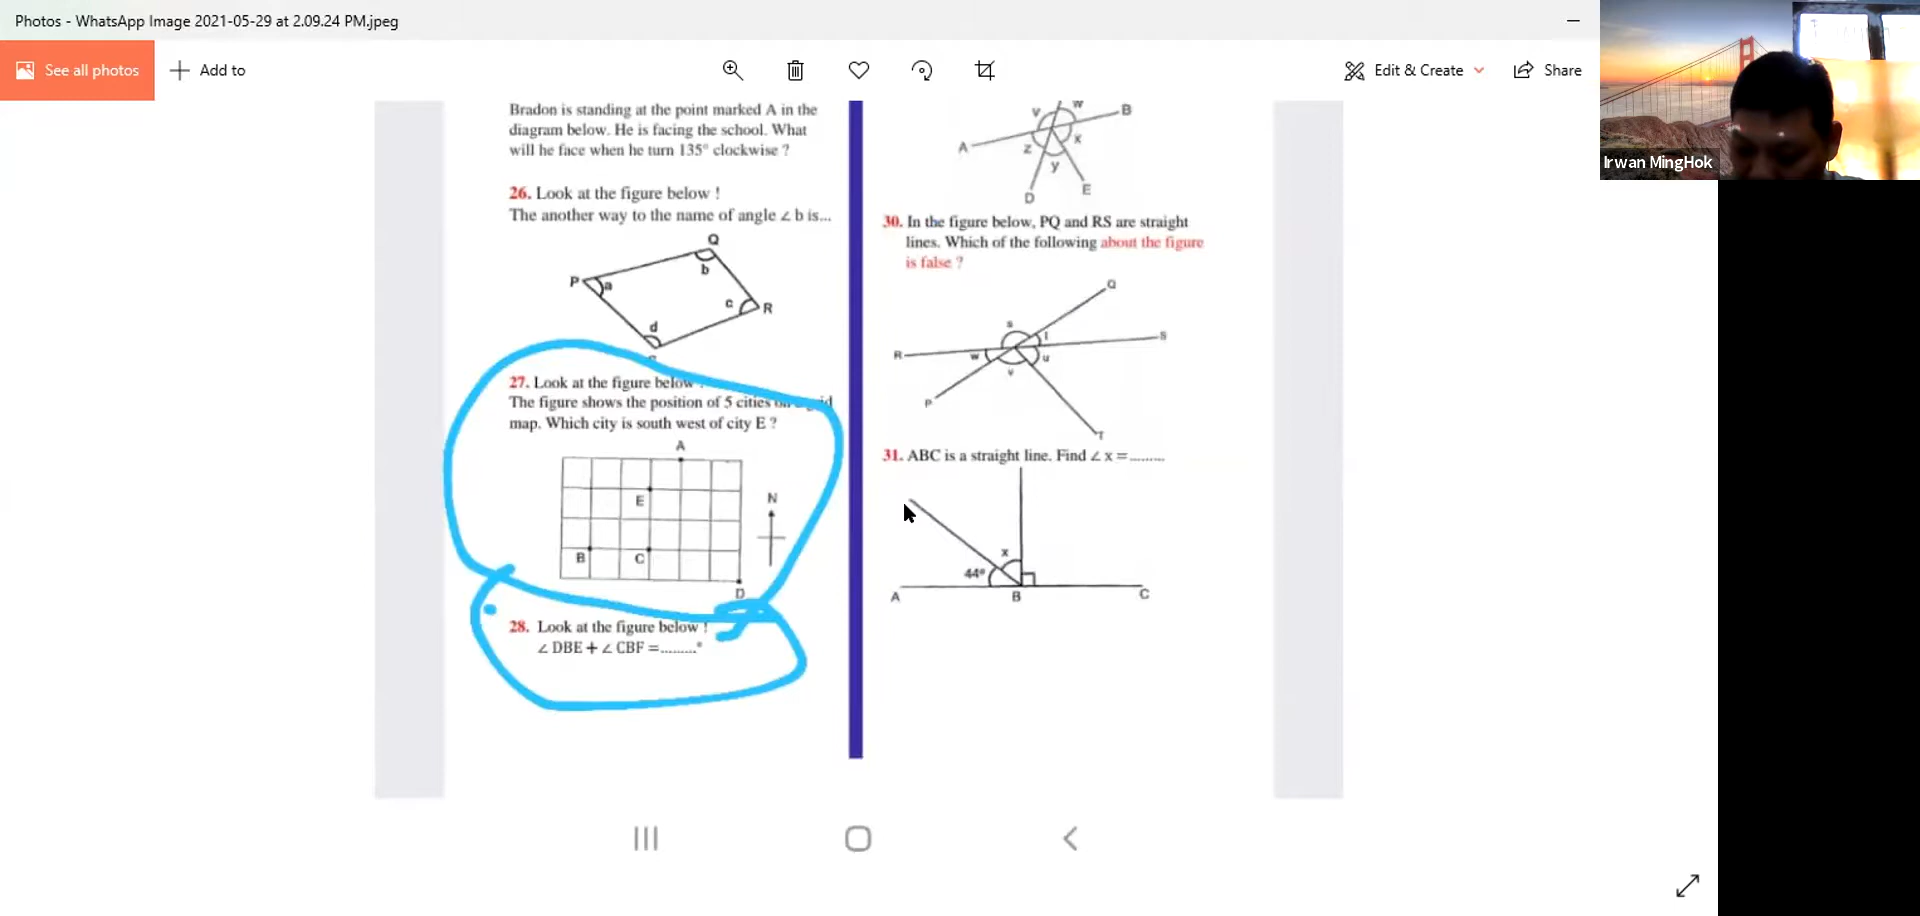 Photos - WhatsApp Image 2021-05-29 at 2.09.24 PM.jpeg
See all photos
Add to
Edit & Create
Share
Irwan MingHok
Bradon is standing at the point marked A in the
diagram below. He is facing the school. What
will he face when he turn 135° clockwise ?
26. Look at the figure below !
The another way to the name of angle ∠ b is...
Q
b
P
a
c
R
d
27. Look at the figure below
The figure shows the position of 5 cities
map. Which city is south west of city E ?
A
E
N
B
C
D
28. Look at the figure below !
∠ DBE + ∠ CBF =.........°
v
w
B
A
z
x
y
D
E
30. In the figure below, PQ and RS are straight
lines. Which of the following about the figure
is false ?
Q
s
t
S
R
w
u
v
P
T
31. ABC is a straight line. Find ∠ x =.........
x
44°
A
B
C